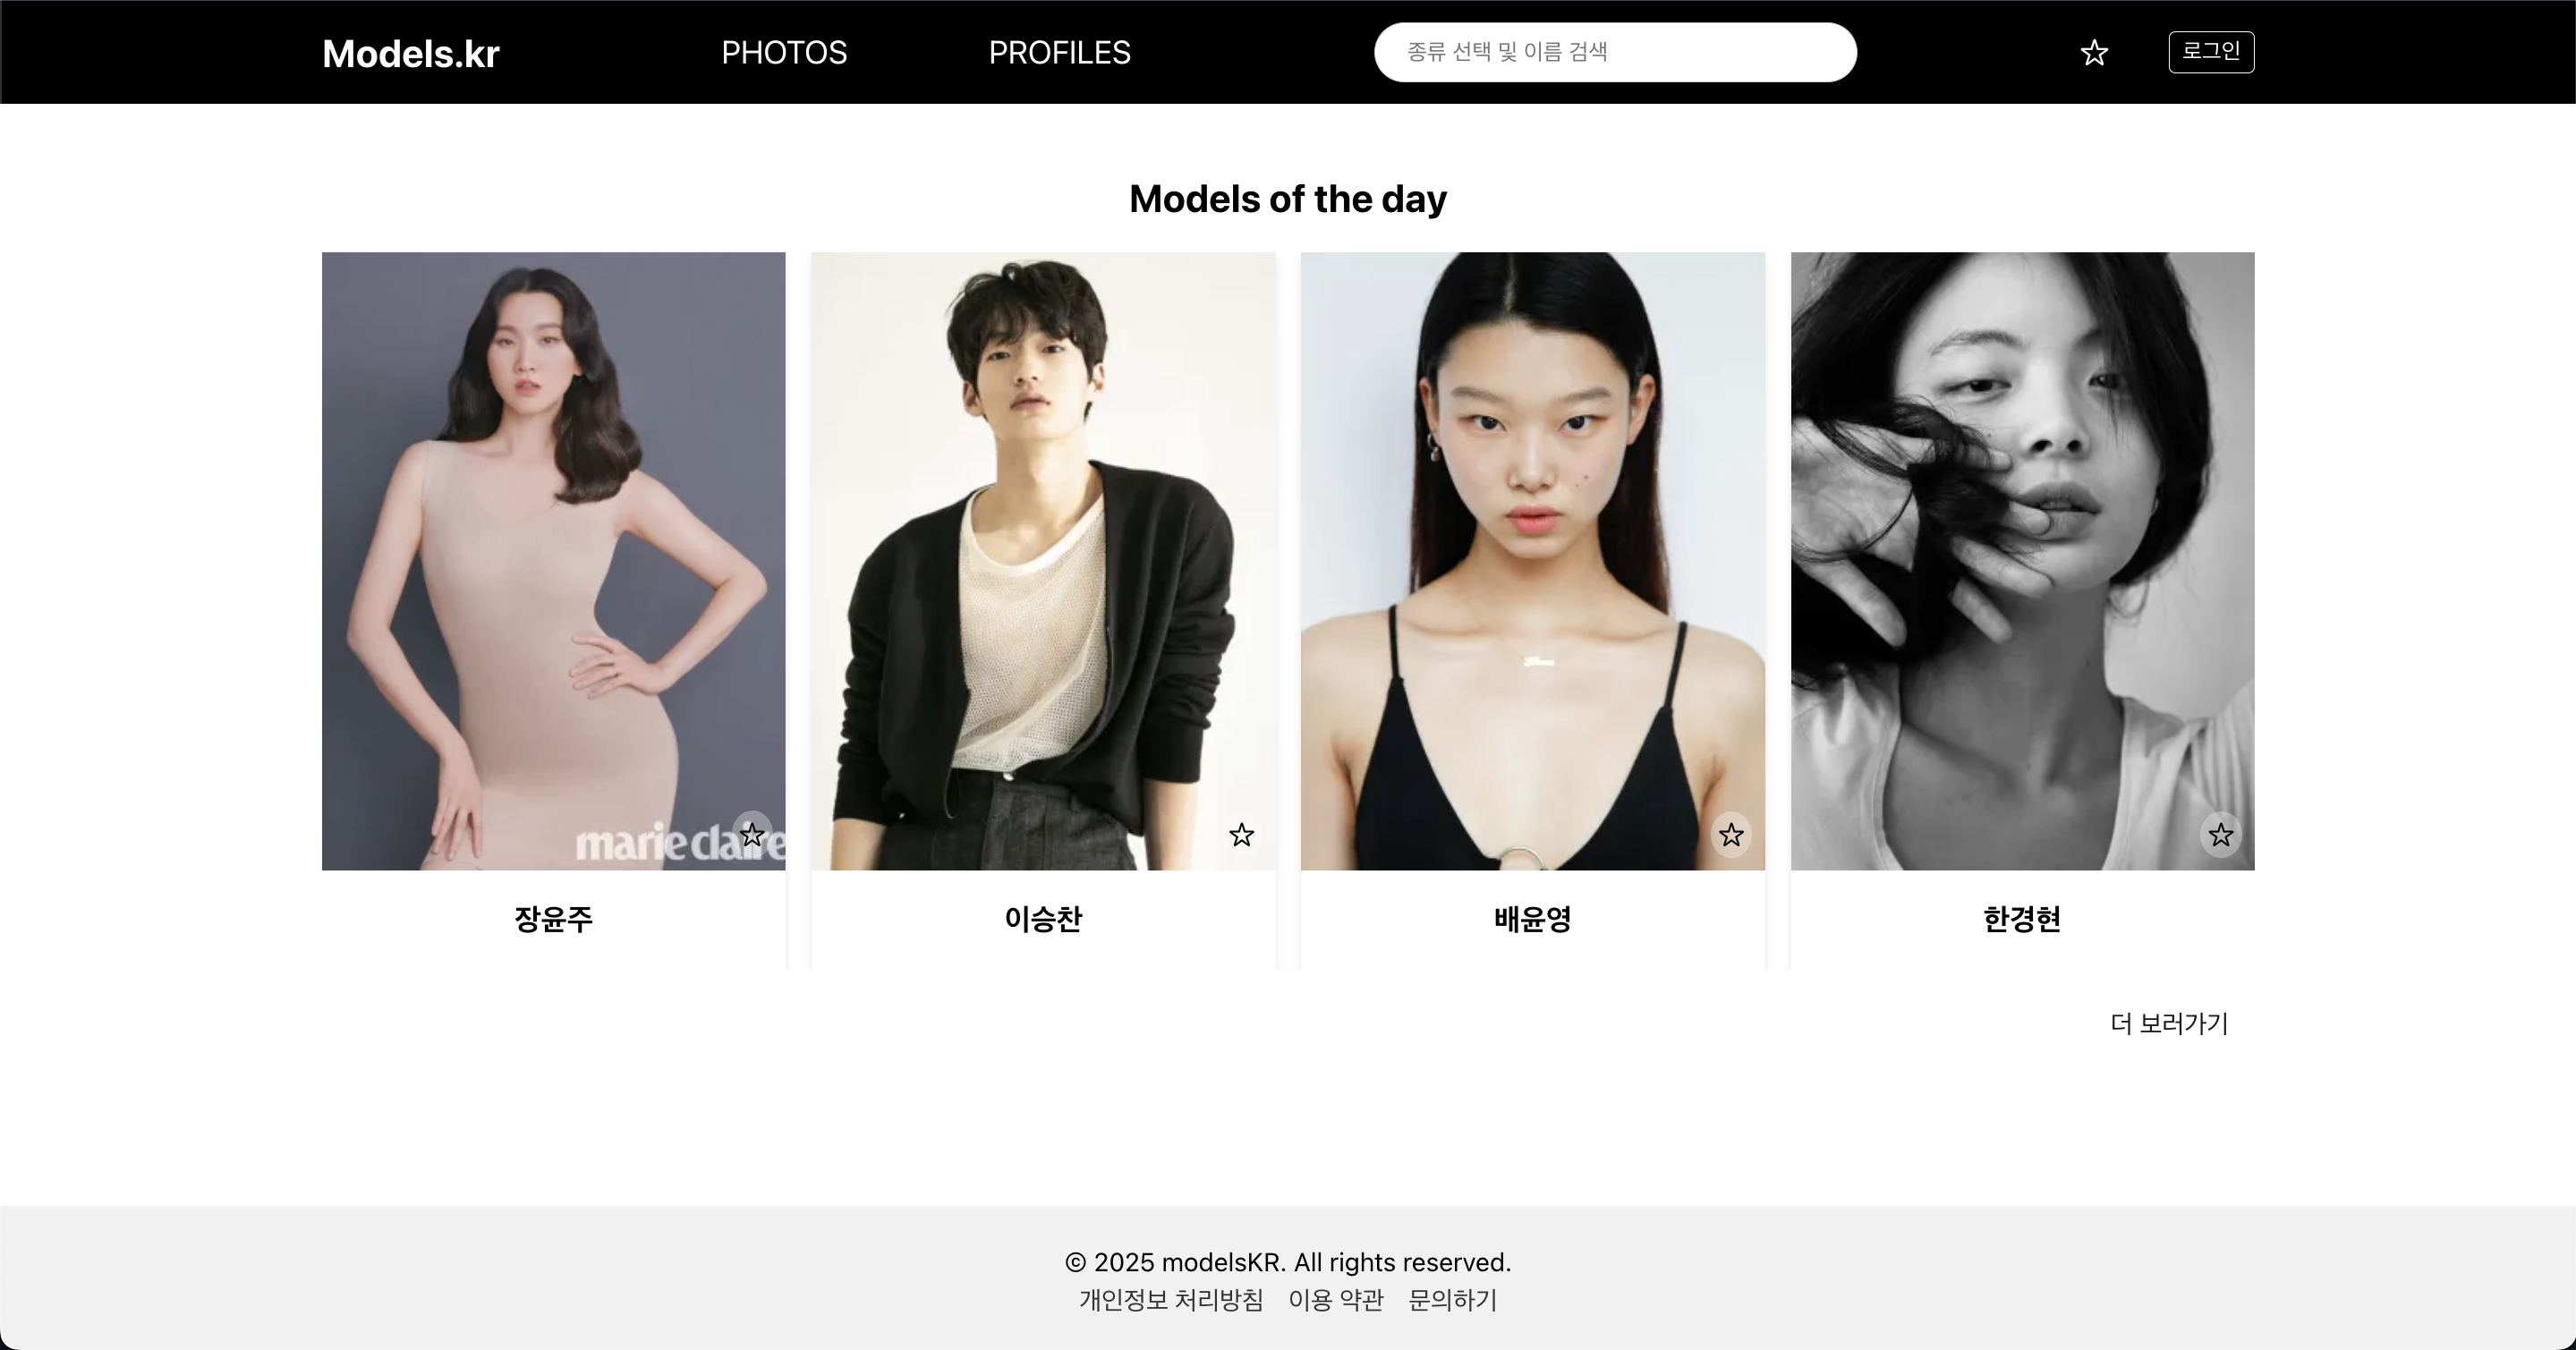 Models.kr PHOTOS PROFILES 종류 선택 및 이름 검색 로그인
Models of the day
marie claire
장윤주 이승찬 배윤영 한경현
더 보러가기
© 2025 modelsKR. All rights reserved.
개인정보 처리방침 이용 약관 문의하기